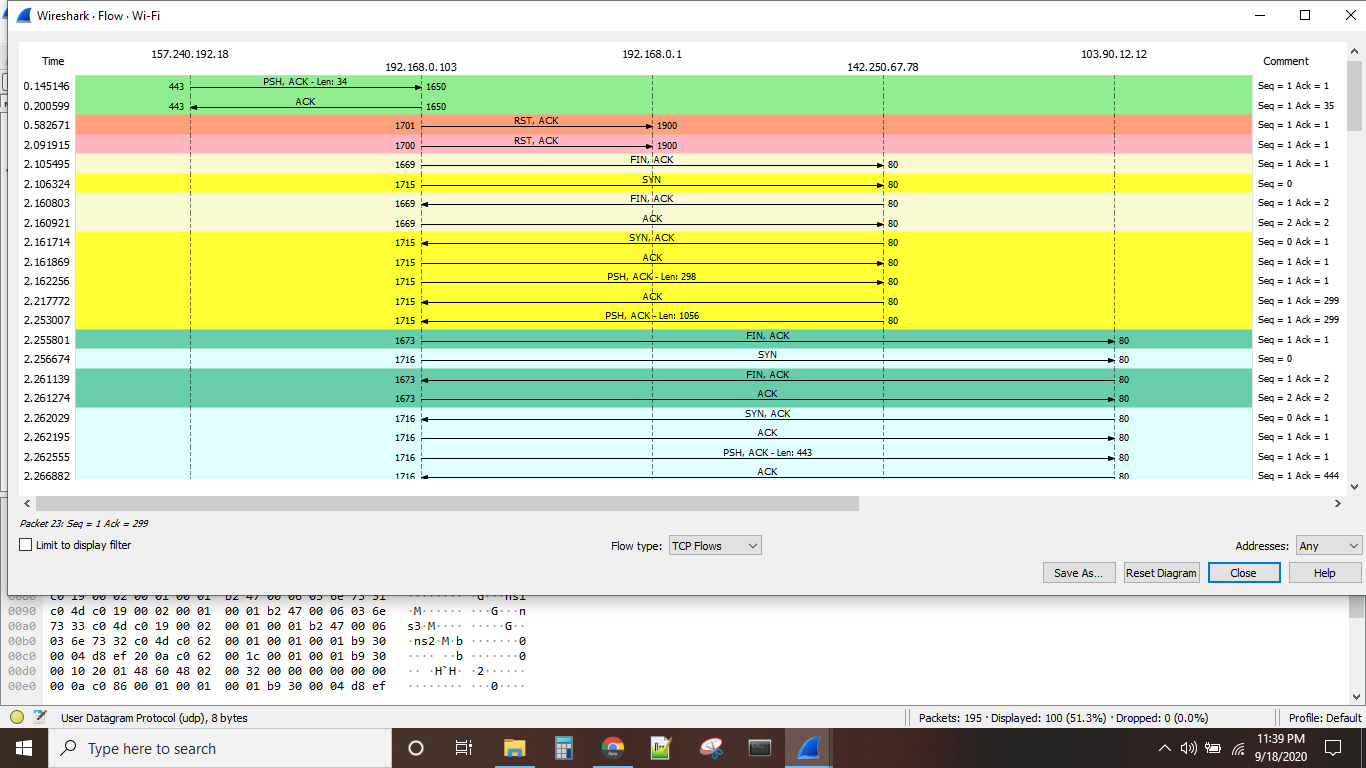 Wireshark · Flow · Wi-Fi
157.240.192.18 192.168.0.1 103.90.12.12
Time 192.168.0.103 142.250.67.78 Comment
0.145146 443 PSH, ACK - Len: 34 1650 Seq = 1 Ack = 1
0.200599 443 ACK 1650 Seq = 1 Ack = 35
0.582671 1701 RST, ACK 1900 Seq = 1 Ack = 1
2.091915 1700 RST, ACK 1900 Seq = 1 Ack = 1
2.105495 1669 FIN, ACK 80 Seq = 1 Ack = 1
2.106324 1715 SYN 80 Seq = 0
2.160803 1669 FIN, ACK 80 Seq = 1 Ack = 2
2.160921 1669 ACK 80 Seq = 2 Ack = 2
2.161714 1715 SYN, ACK 80 Seq = 0 Ack = 1
2.161869 1715 ACK 80 Seq = 1 Ack = 1
2.162256 1715 PSH, ACK - Len: 298 80 Seq = 1 Ack = 1
2.217772 1715 ACK 80 Seq = 1 Ack = 299
2.253007 1715 PSH, ACK - Len: 1056 80 Seq = 1 Ack = 299
2.255801 1673 FIN, ACK 80 Seq = 1 Ack = 1
2.256674 1716 SYN 80 Seq = 0
2.261139 1673 FIN, ACK 80 Seq = 1 Ack = 2
2.261274 1673 ACK 80 Seq = 2 Ack = 2
2.262029 1716 SYN, ACK 80 Seq = 0 Ack = 1
2.262195 1716 ACK 80 Seq = 1 Ack = 1
2.262555 1716 PSH, ACK - Len: 443 80 Seq = 1 Ack = 1
2.266882 1716 ACK 80 Seq = 1 Ack = 444
Packet 23: Seq = 1 Ack = 299
Limit to display filter Flow type: TCP Flows Addresses: Any
Save As... Reset Diagram Close Help
0080 c0 19 00 02 00 01 00 01 b2 47 00 06 03 6e 73 31 ········ ·G···ns1
0090 c0 4d c0 19 00 02 00 01 00 01 b2 47 00 06 03 6e ·M······ ···G···n
00a0 73 33 c0 4d c0 19 00 02 00 01 00 01 b2 47 00 06 s3·M···· ·····G··
00b0 03 6e 73 32 c0 4d c0 62 00 01 00 01 00 01 b9 30 ·ns2·M·b ·······0
00c0 00 04 d8 ef 20 0a c0 62 00 1c 00 01 00 01 b9 30 ···· ··b ·······0
00d0 00 10 20 01 48 60 48 02 00 32 00 00 00 00 00 00 ·· ·H`H· ·2······
00e0 00 0a c0 86 00 01 00 01 00 01 b9 30 00 04 d8 ef ········ ···0····
User Datagram Protocol (udp), 8 bytes Packets: 195 · Displayed: 100 (51.3%) · Dropped: 0 (0.0%) Profile: Default
Type here to search 11:39 PM
9/18/2020